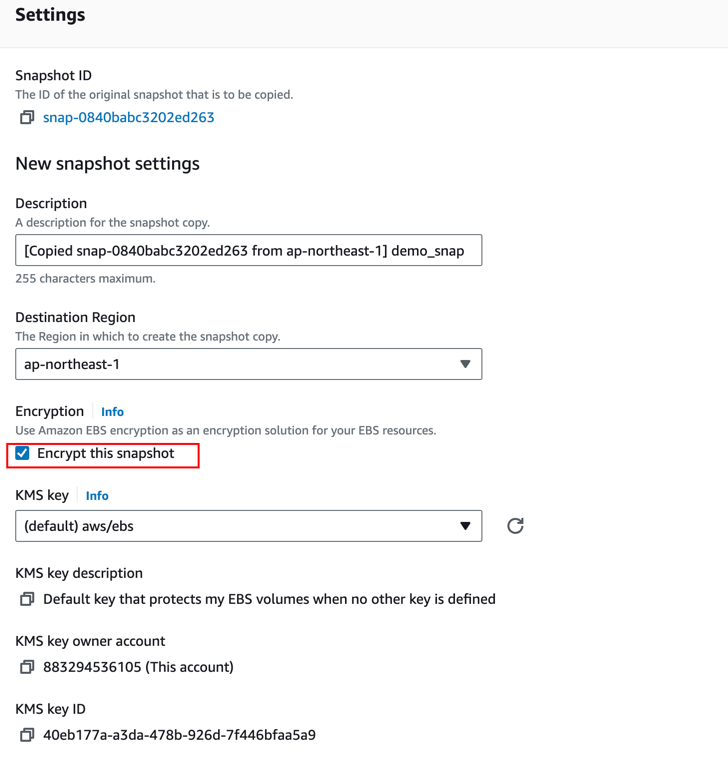 Settings
Snapshot ID
The ID of the original snapshot that is to be copied.
snap-0840babc3202ed263
New snapshot settings
Description
A description for the snapshot copy.
[Copied snap-0840babc3202ed263 from ap-northeast-1] demo_snap
255 characters maximum.
Destination Region
The Region in which to create the snapshot copy.
ap-northeast-1
Encryption Info
Use Amazon EBS encryption as an encryption solution for your EBS resources.
Encrypt this snapshot
KMS key Info
(default) aws/ebs
KMS key description
Default key that protects my EBS volumes when no other key is defined
KMS key owner account
883294536105 (This account)
KMS key ID
40eb177a-a3da-478b-926d-7f446bfaa5a9